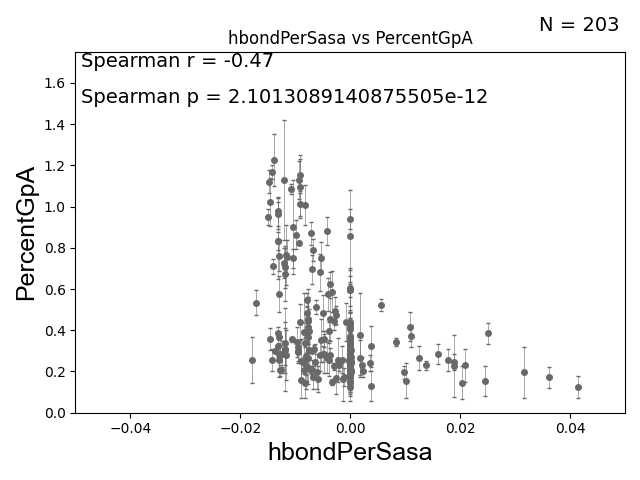 N = 203
hbondPerSasa vs PercentGpA
Spearman r = -0.47
Spearman p = 2.1013089140875505e-12
PercentGpA
1.6
1.4
1.2
1.0
0.8
0.6
0.4
0.2
0.0
−0.04 −0.02 0.00 0.02 0.04
hbondPerSasa